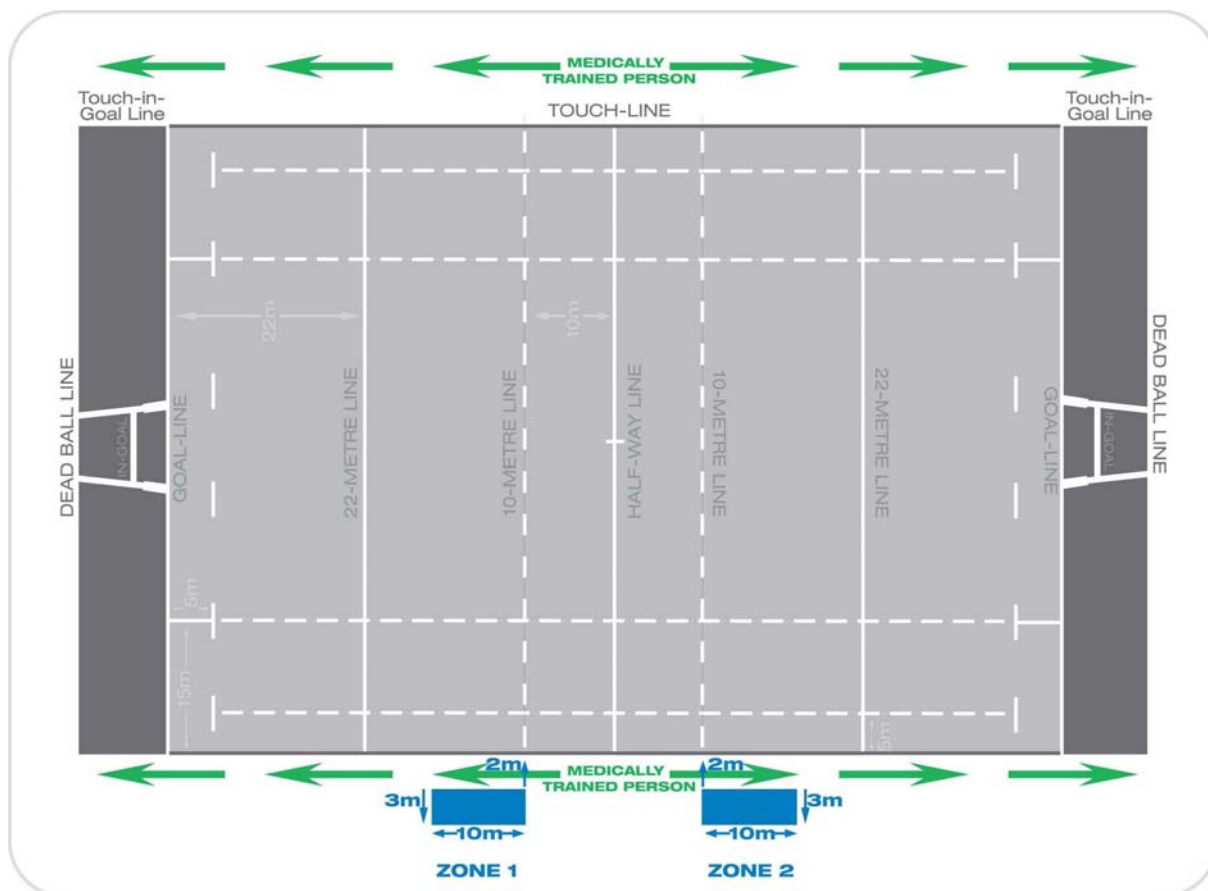 MEDICALLY
TRAINED PERSON
Touch-in-
Goal Line
TOUCH-LINE
Touch-in-
Goal Line
22m
10m
DEAD BALL LINE
IN-GOAL
GOAL-LINE
22-METRE LINE
10-METRE LINE
HALF-WAY LINE
10-METRE LINE
22-METRE LINE
GOAL-LINE
IN-GOAL
DEAD BALL LINE
5m
15m
5m
2m
MEDICALLY
TRAINED PERSON
2m
3m
10m
10m
3m
ZONE 1
ZONE 2